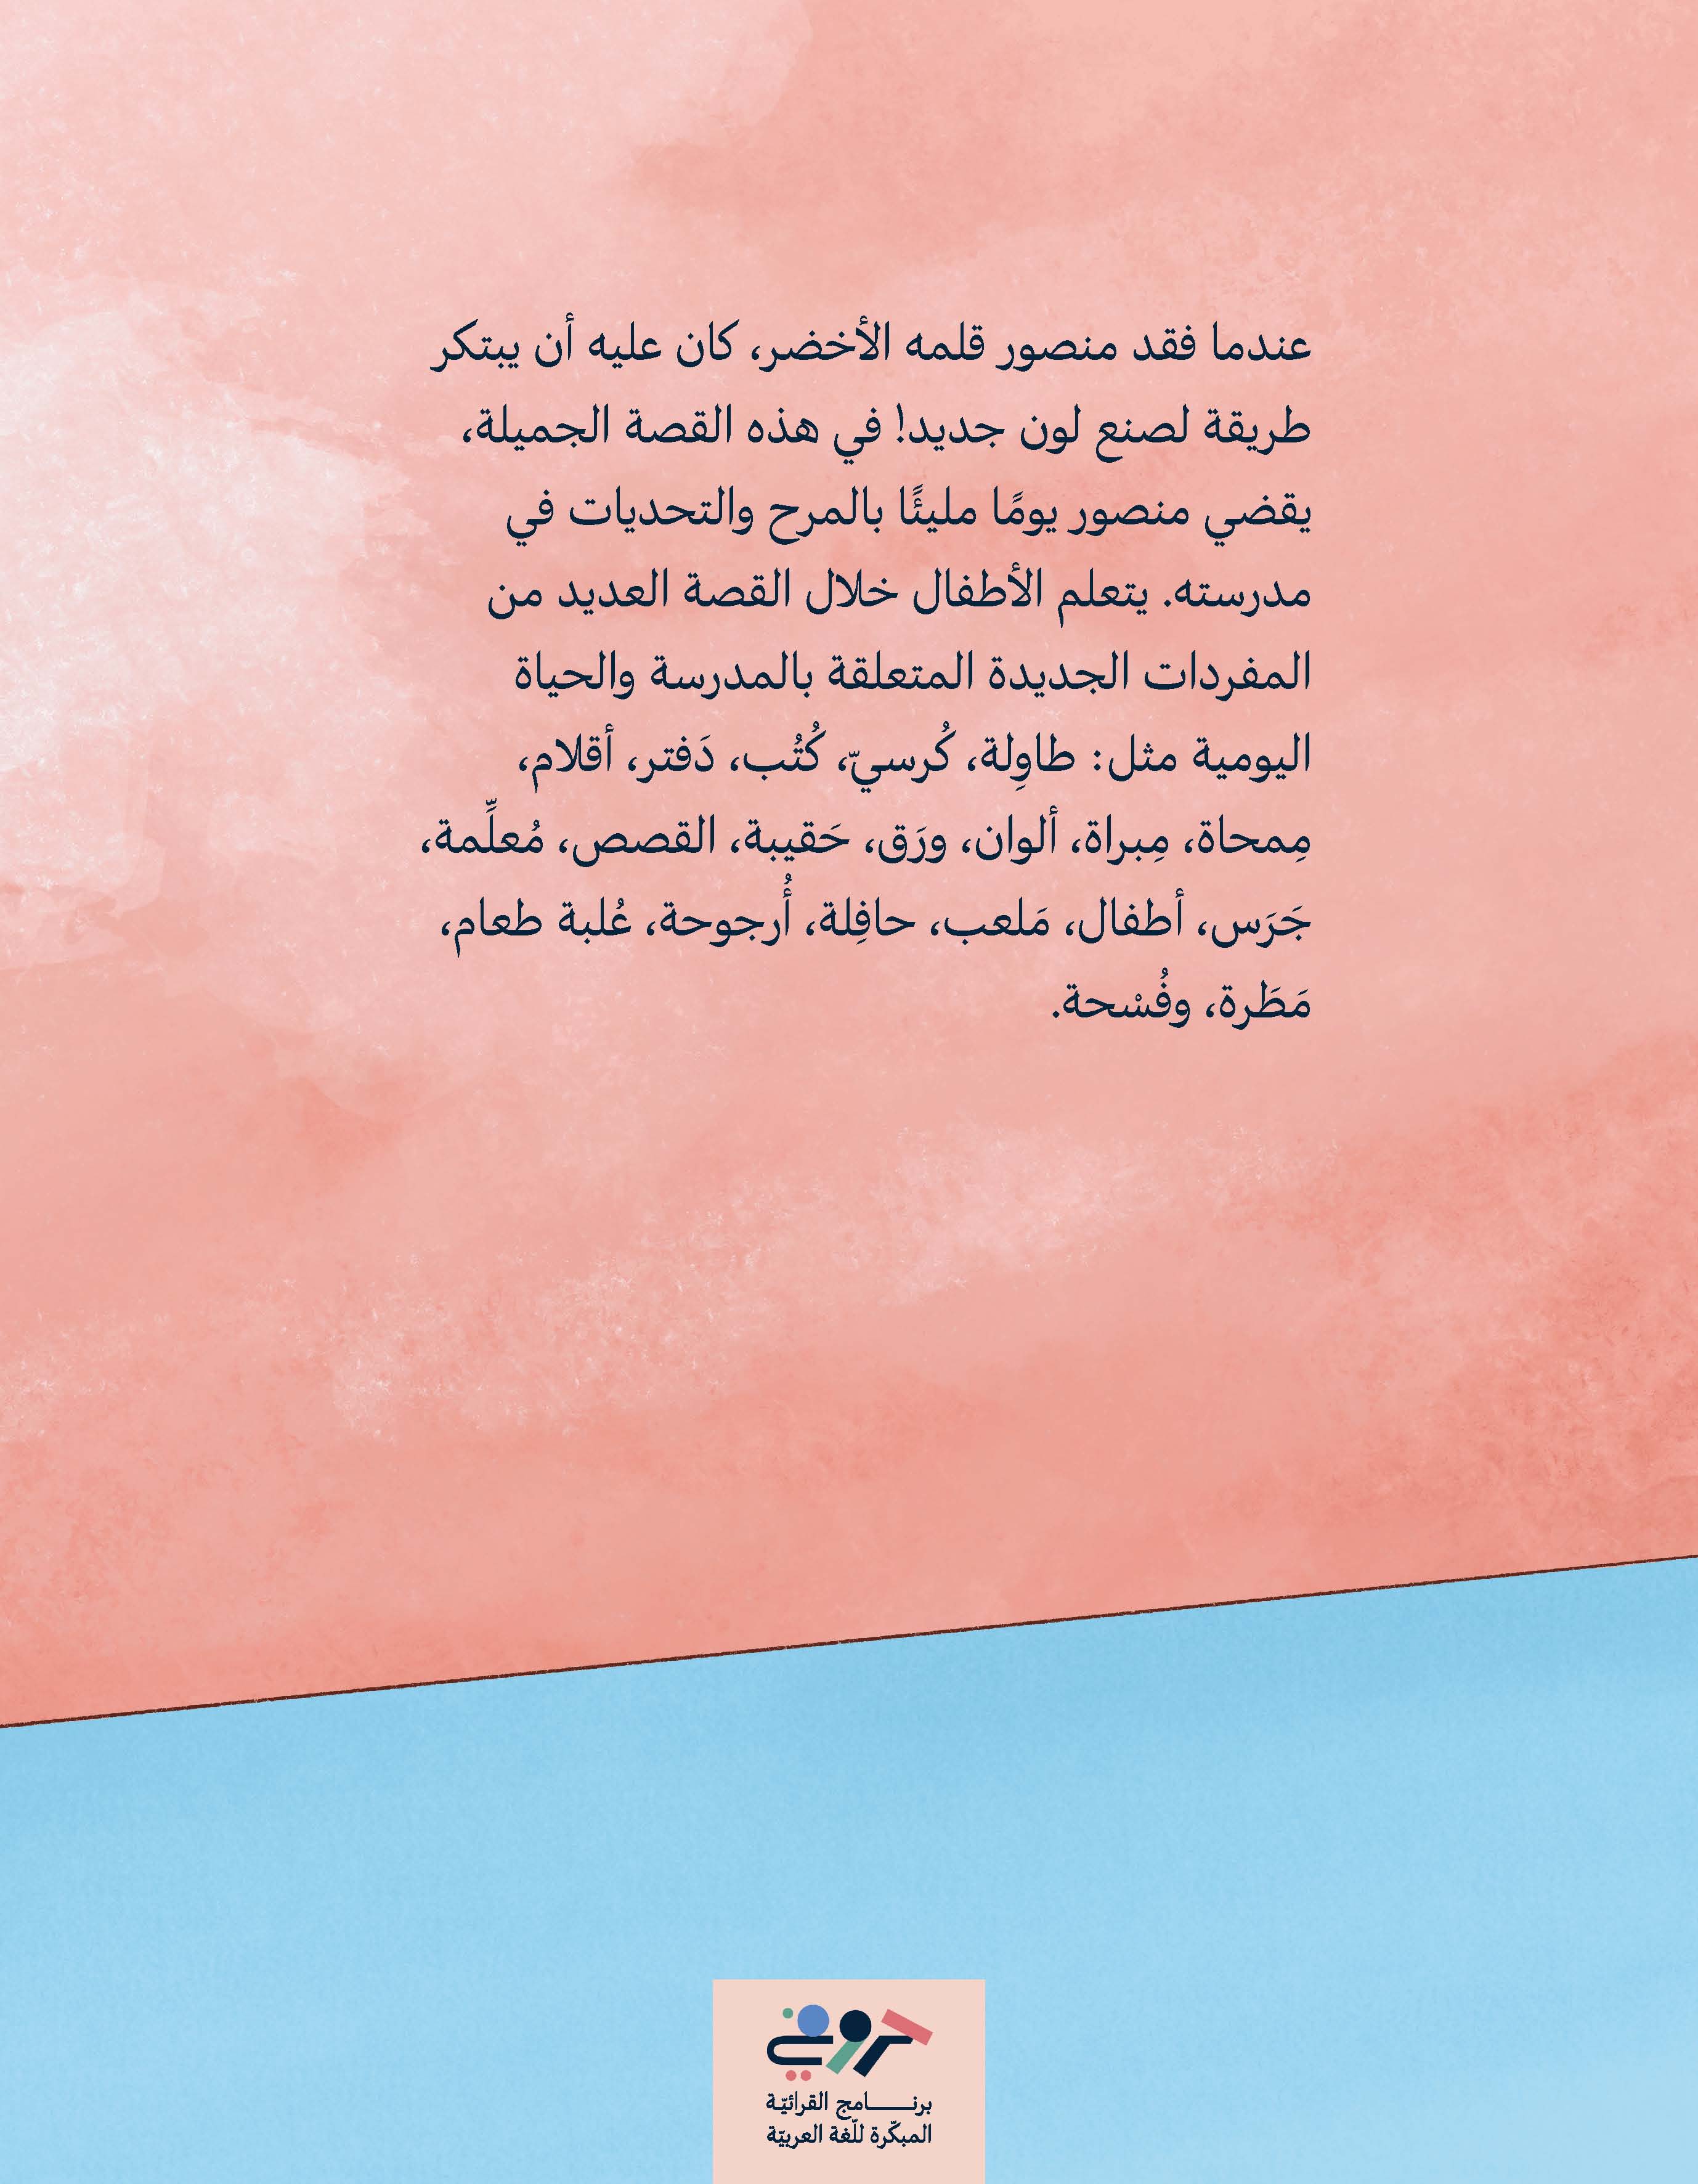 عندما فقد منصور قلمه الأخضر، كان عليه أن يبتكر
طريقة لصنع لون جديد! في هذه القصة الجميلة،
يقضي منصور يومًا مليئًا بالمرح والتحديات في
مدرسته. يتعلم الأطفال خلال القصة العديد من
المفردات الجديدة المتعلقة بالمدرسة والحياة
اليومية مثل: طاوِلة، كُرسيّ، كُتُب، دَفتر، أقلام،
مِمحاة، مِبراة، ألوان، ورَق، حَقيبة، القصص، مُعلِّمة،
جَرَس، أطفال، مَلعب، حافِلة، أُرجوحة، عُلبة طعام،
مَطَرة، وفُسْحة.
حروفي
برنـــامج القرائيّة
المبكّرة للّغة العربيّة